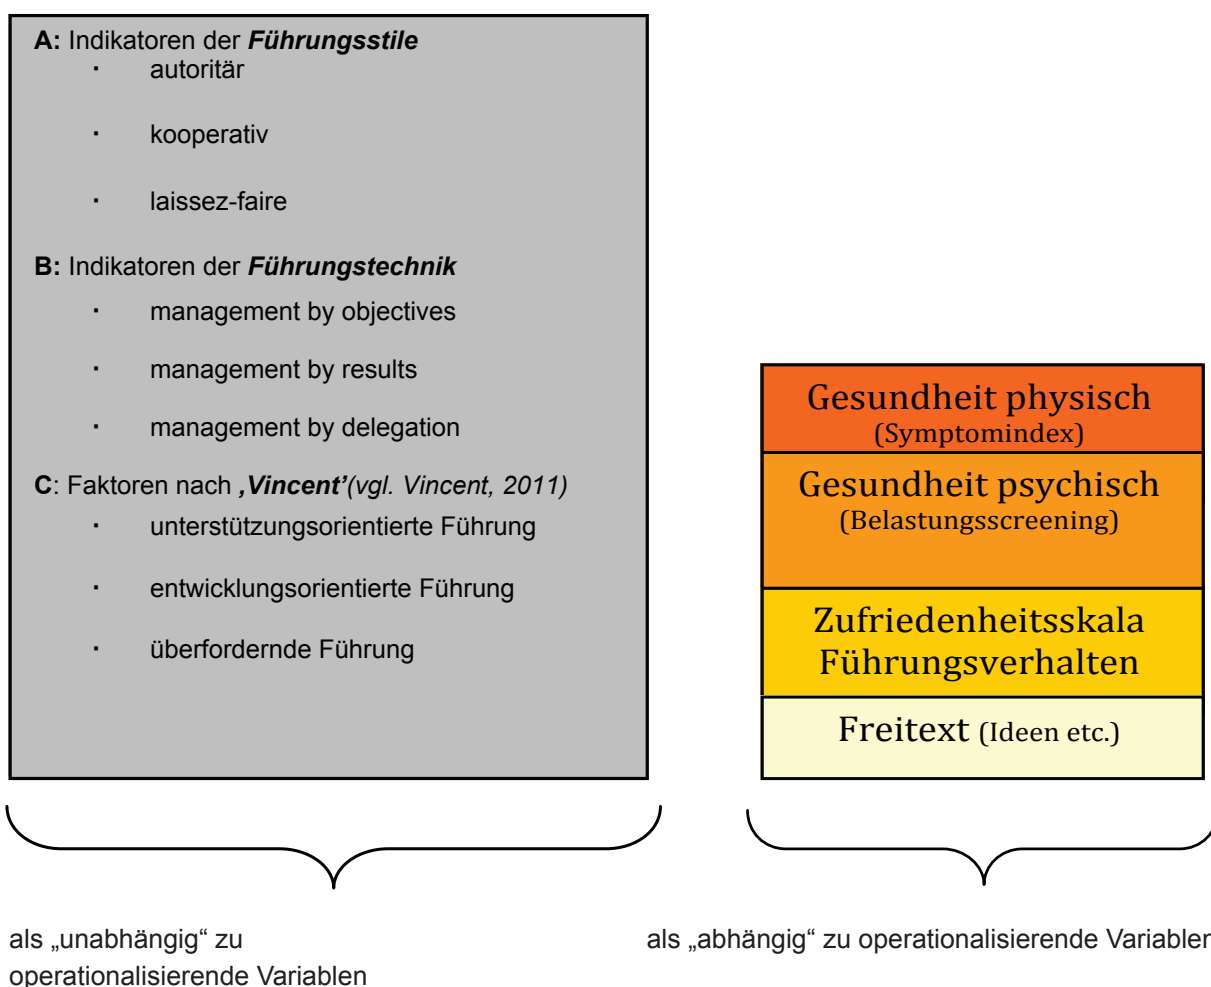 A: Indikatoren der Führungsstile
· autoritär
· kooperativ
· laissez-faire
B: Indikatoren der Führungstechnik
· management by objectives
· management by results
· management by delegation
C: Faktoren nach ‚Vincent’(vgl. Vincent, 2011)
· unterstützungsorientierte Führung
· entwicklungsorientierte Führung
· überfordernde Führung
Gesundheit physisch
(Symptomindex)
Gesundheit psychisch
(Belastungsscreening)
Zufriedenheitsskala
Führungsverhalten
Freitext (Ideen etc.)
als „unabhängig“ zu
operationalisierende Variablen
als „abhängig“ zu operationalisierende Variablen